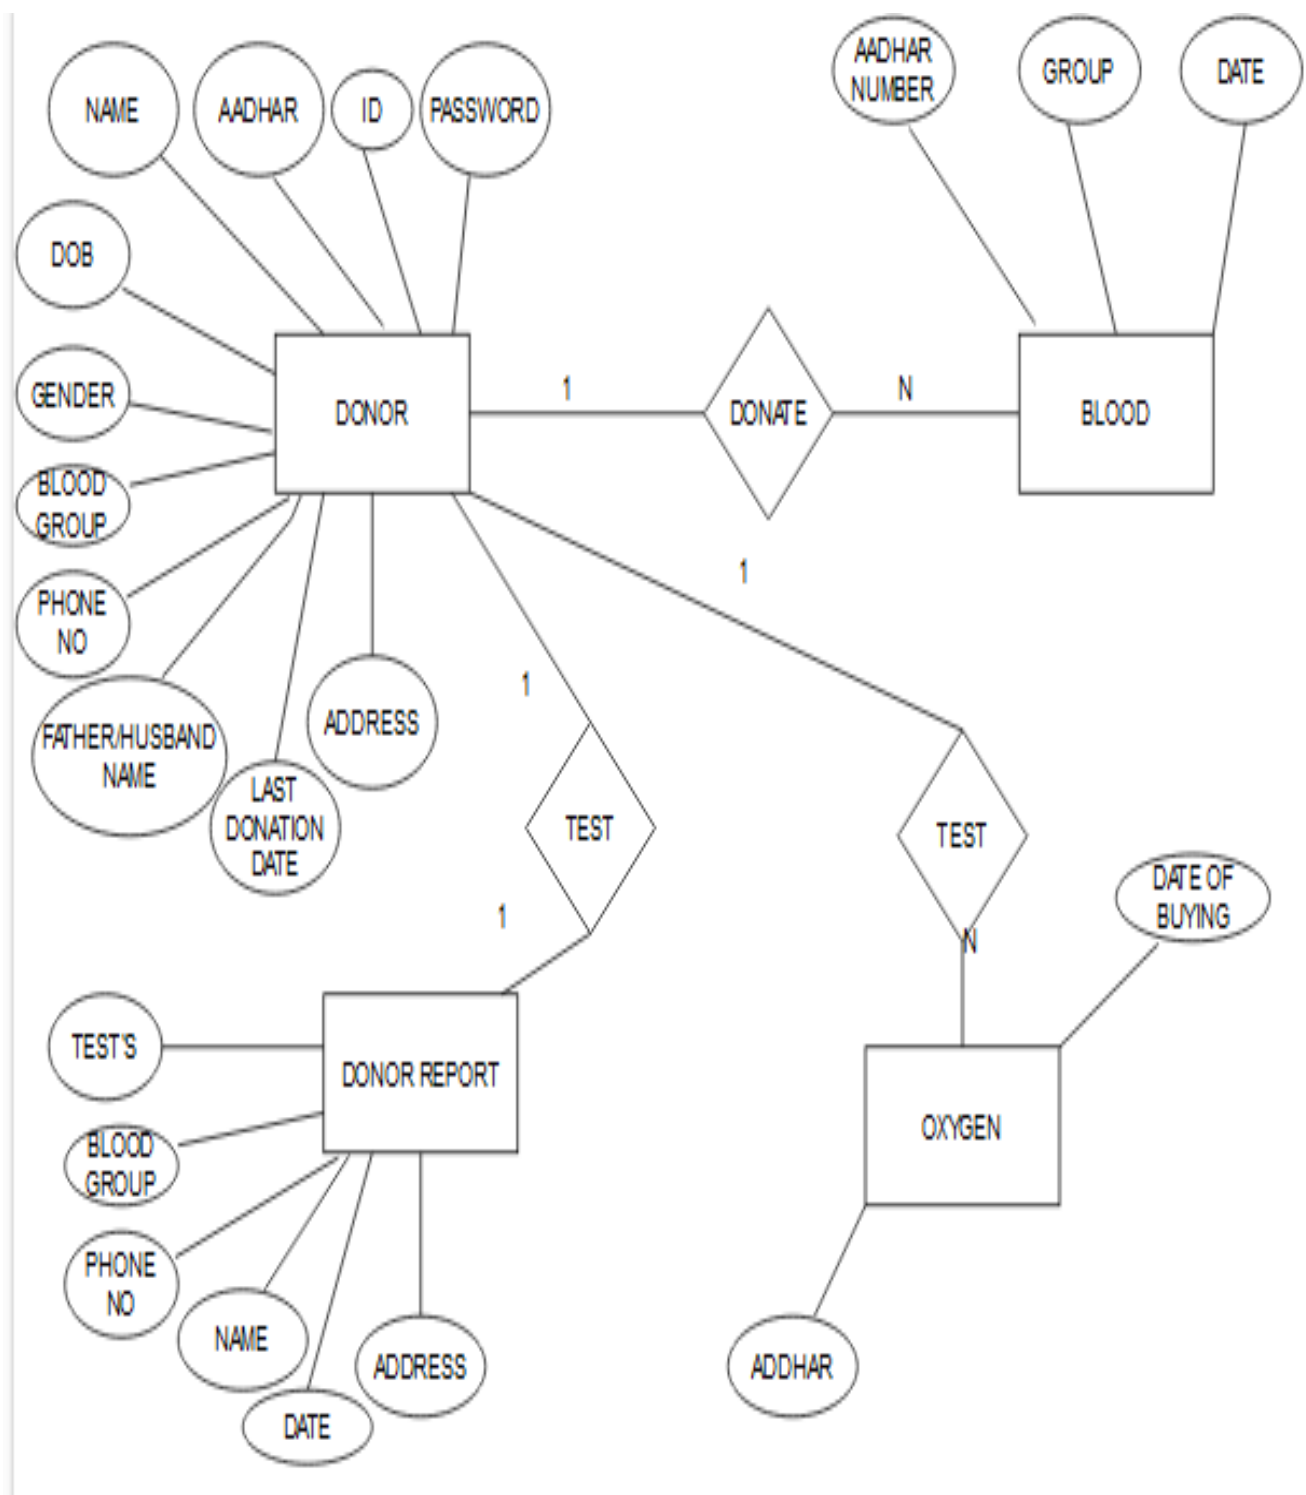 NAME
AADHAR
ID
PASSWORD
AADHAR
NUMBER
GROUP
DATE
DOB
GENDER
BLOOD
GROUP
PHONE
NO
FATHER/HUSBAND
NAME
LAST
DONATION
DATE
ADDRESS
DONOR
1
DONATE
N
BLOOD
1
1
TEST
1
TEST
N
DATE OF
BUYING
TEST'S
DONOR REPORT
BLOOD
GROUP
PHONE
NO
NAME
DATE
ADDRESS
OXYGEN
ADDHAR